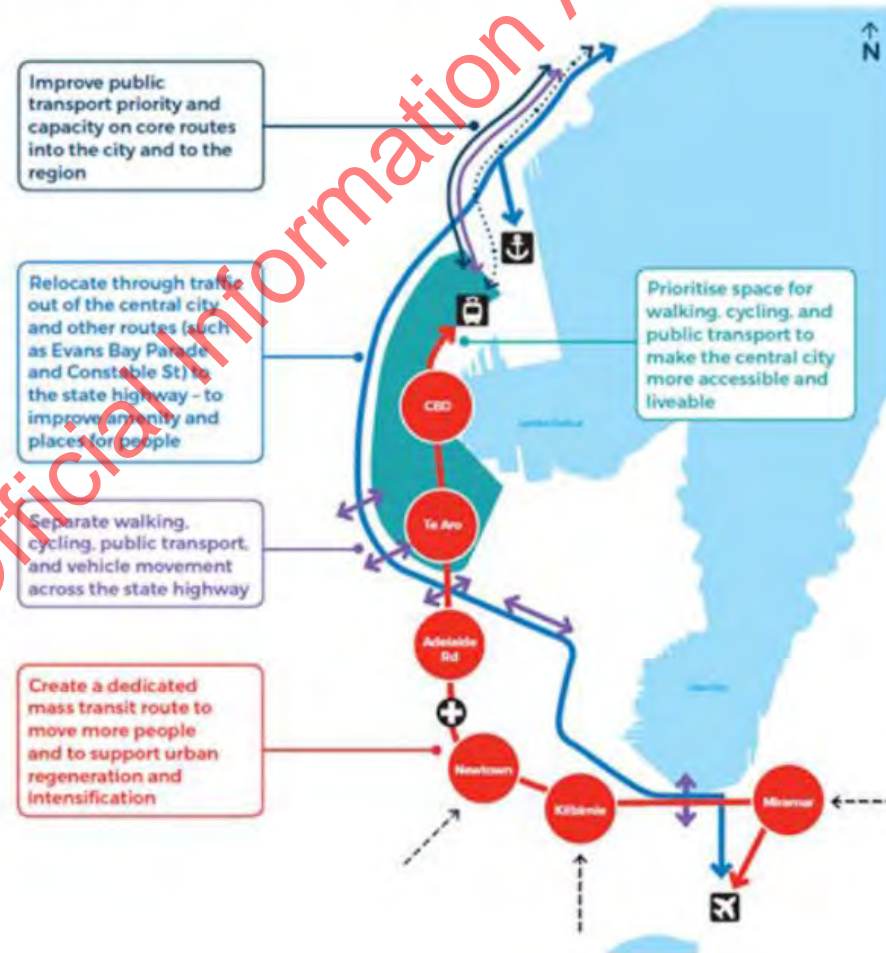 Official Information A
N
Improve public
transport priority and
capacity on core routes
into the city and to the
region
Relocate through traffic
out of the central city
and other routes (such
as Evans Bay Parade
and Constable St) to
the state highway - to
improve amenity and
places for people
Prioritise space for
walking, cycling, and
public transport to
make the central city
more accessible and
liveable
CBD
Te Aro
Separate walking,
cycling, public transport,
and vehicle movement
across the state highway
Adelaide
Rd
Create a dedicated
mass transit route to
move more people
and to support urban
regeneration and
intensification
Newtown
Kilbirnie
Miramar